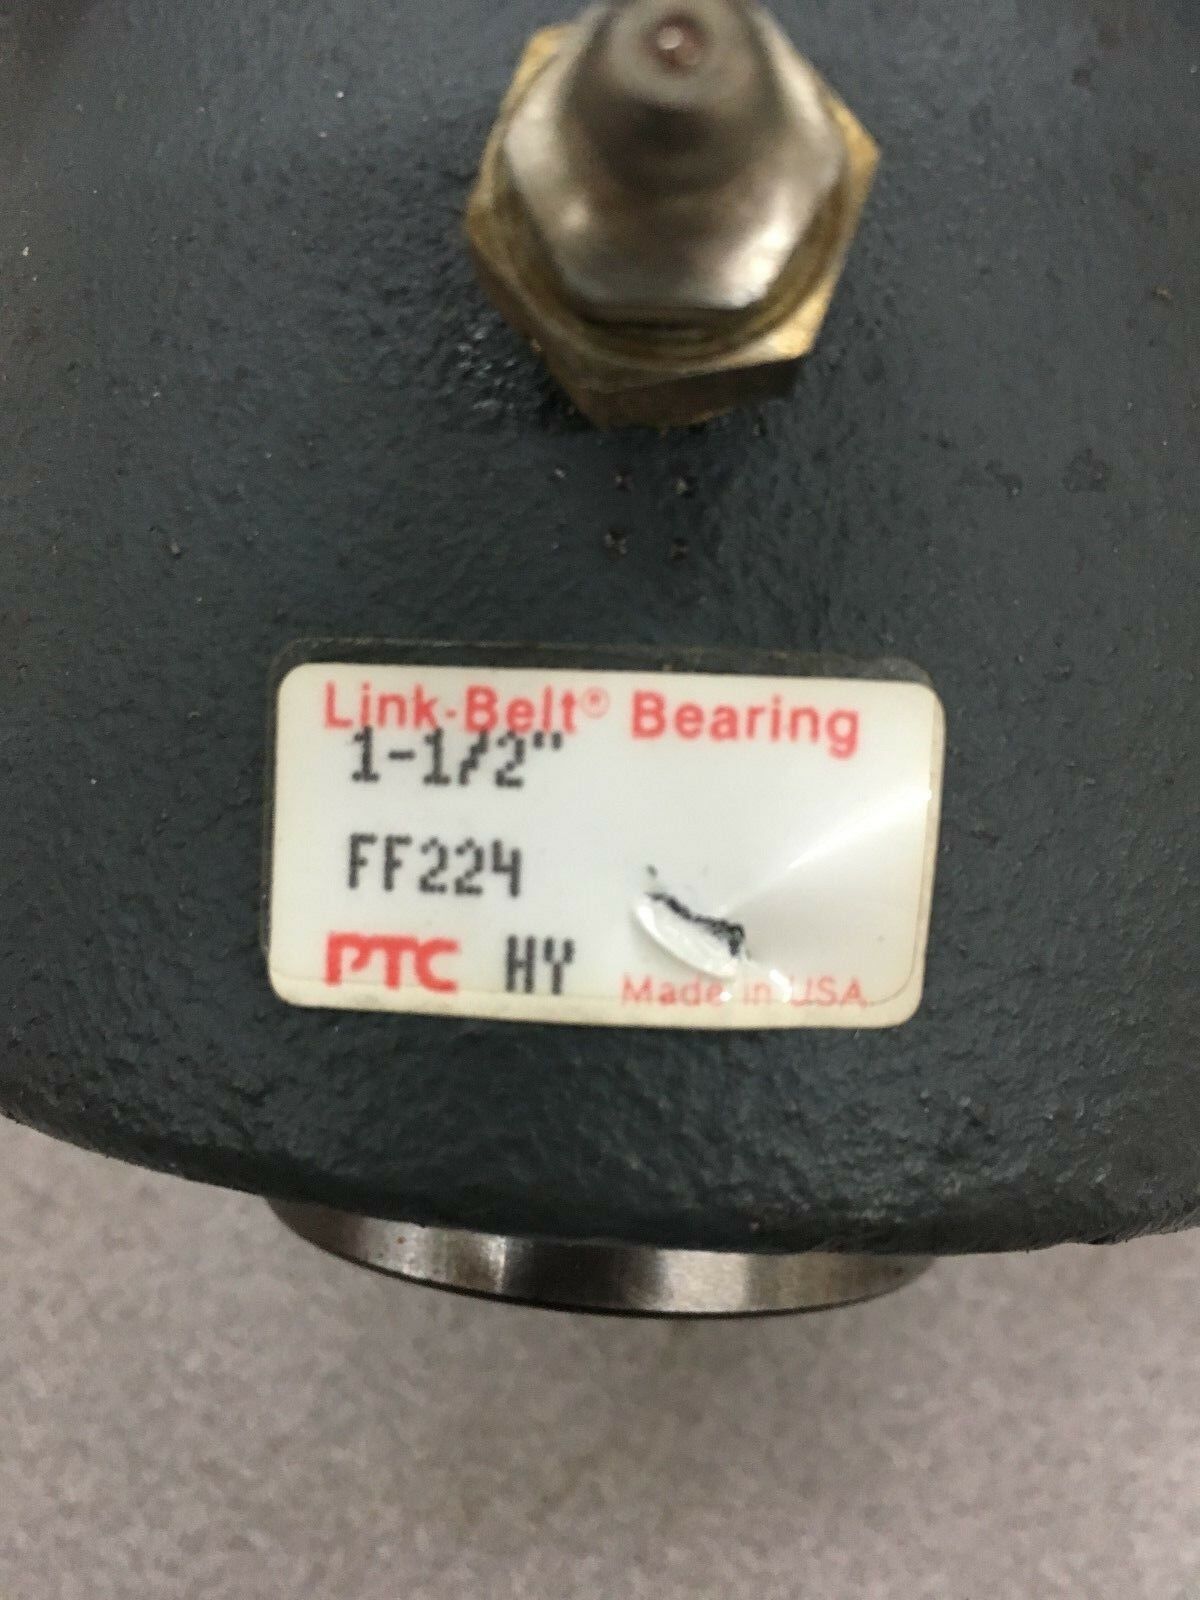 Link-Belt® Bearing
1-1/2"
FF224
PTC HY Made in USA